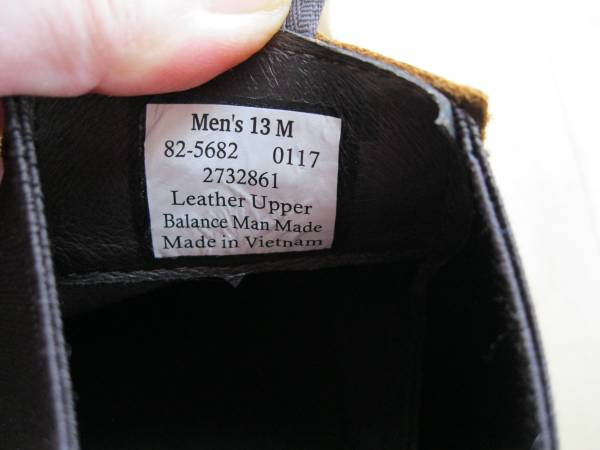 Men's 13 M
82-5682 0117
2732861
Leather Upper
Balance Man Made
Made in Vietnam